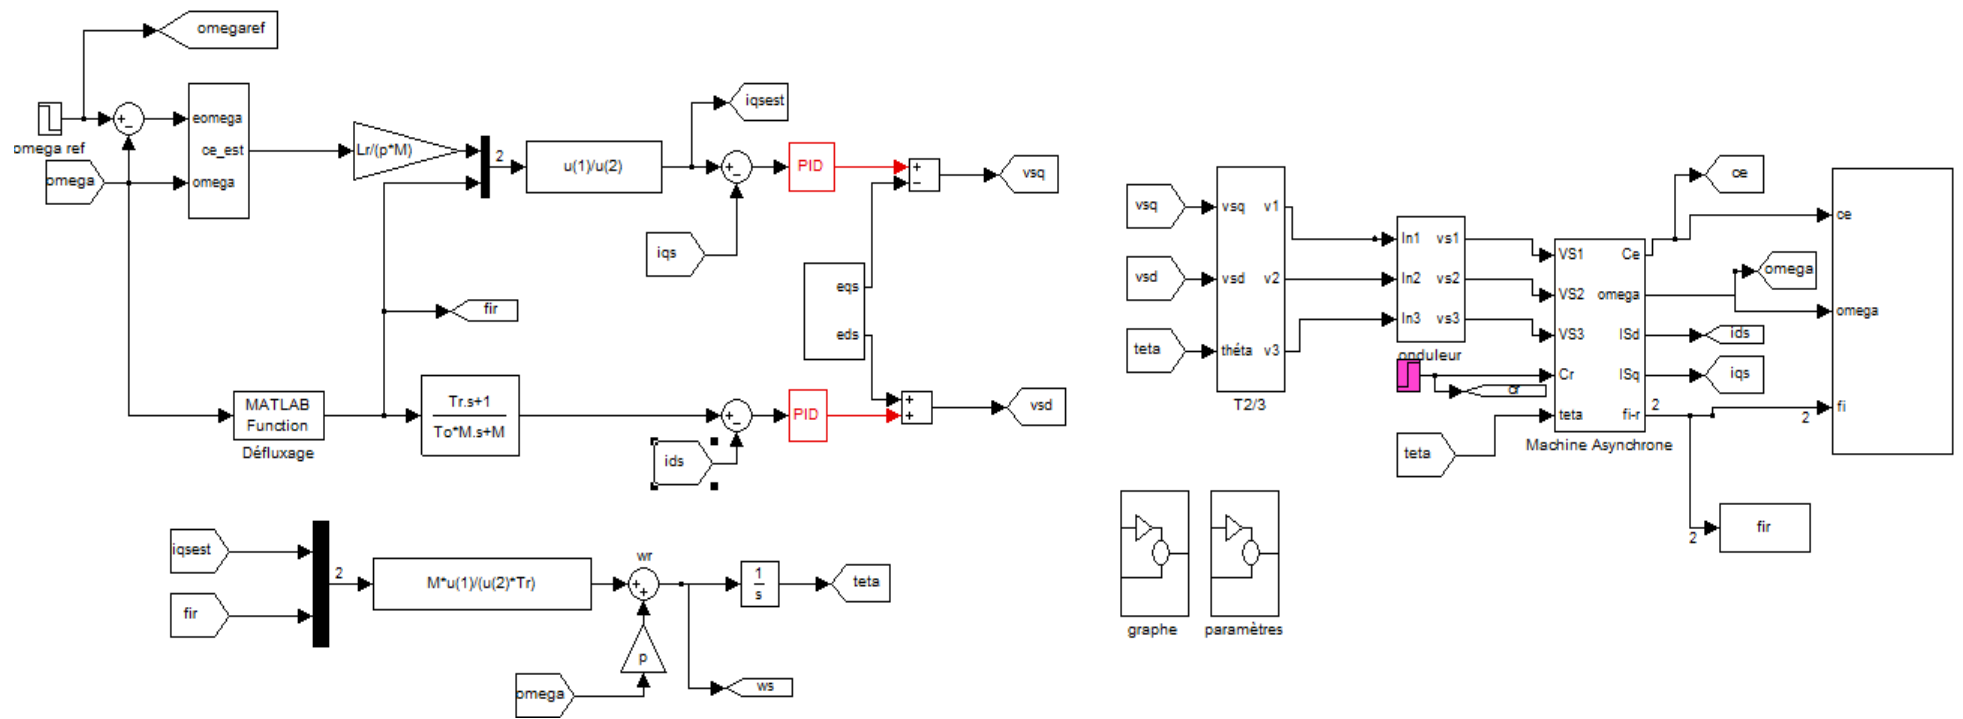 omegaref
omega ref
+
−
omega
eomega
ce_est
omega
Lr/(p*M)
2
u(1)/u(2)
iqsest
+
−
iqs
PID
+
−
vsq
eqs
eds
fir
MATLAB
Function
Défluxage
Tr.s+1
To*M.s+M
+
−
ids
PID
+
+
vsd
iqsest
fir
2
M*u(1)/(u(2)*Tr)
wr
+
+
p
omega
1
s
teta
ws
vsq
vsd
teta
vsq
v1
vsd
v2
théta
v3
T2/3
In1
vs1
In2
vs2
In3
vs3
onduleur
cr
teta
VS1
Ce
VS2
omega
VS3
ISd
Cr
ISq
teta
fi-r
2
Machine Asynchrone
ce
omega
ids
iqs
2
ce
omega
fi
2
fir
graphe
paramètres